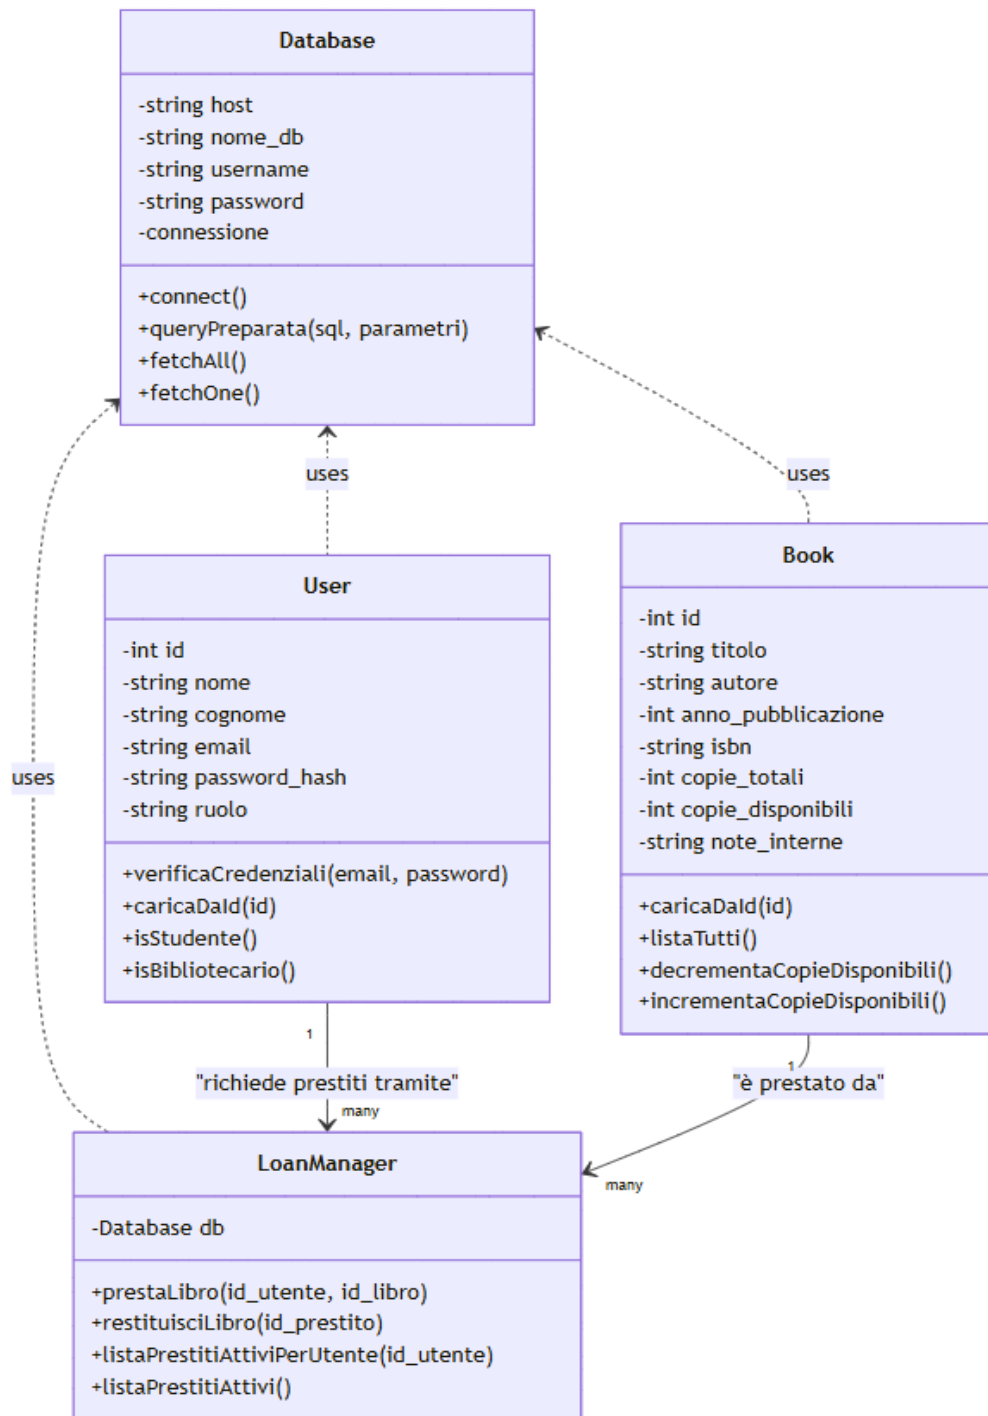 Database
-string host
-string nome_db
-string username
-string password
-connessione
+connect()
+queryPreparata(sql, parametri)
+fetchAll()
+fetchOne()
uses
uses
User
-int id
-string nome
-string cognome
-string email
-string password_hash
-string ruolo
+verificaCredenziali(email, password)
+caricaDaId(id)
+isStudente()
+isBibliotecario()
Book
-int id
-string titolo
-string autore
-int anno_pubblicazione
-string isbn
-int copie_totali
-int copie_disponibili
-string note_interne
+caricaDaId(id)
+listaTutti()
+decrementaCopieDisponibili()
+incrementaCopieDisponibili()
uses
1
"richiede prestiti tramite"
many
1
"è prestato da"
many
LoanManager
-Database db
+prestaLibro(id_utente, id_libro)
+restituisciLibro(id_prestito)
+listaPrestitiAttiviPerUtente(id_utente)
+listaPrestitiAttivi()